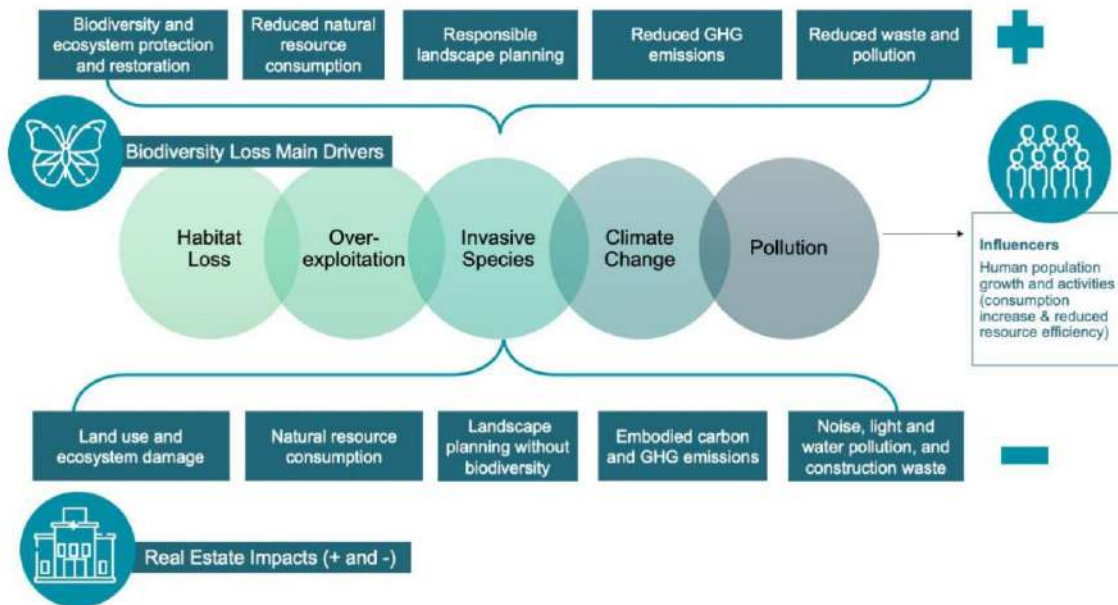 Biodiversity and
ecosystem protection
and restoration
Reduced natural
resource
consumption
Responsible
landscape planning
Reduced GHG
emissions
Reduced waste and
pollution
Biodiversity Loss Main Drivers
Habitat
Loss
Over-
exploitation
Invasive
Species
Climate
Change
Pollution
Influencers
Human population
growth and activities
(consumption
increase & reduced
resource efficiency)
Land use and
ecosystem damage
Natural resource
consumption
Landscape
planning without
biodiversity
Embodied carbon
and GHG emissions
Noise, light and
water pollution, and
construction waste
Real Estate Impacts (+ and -)